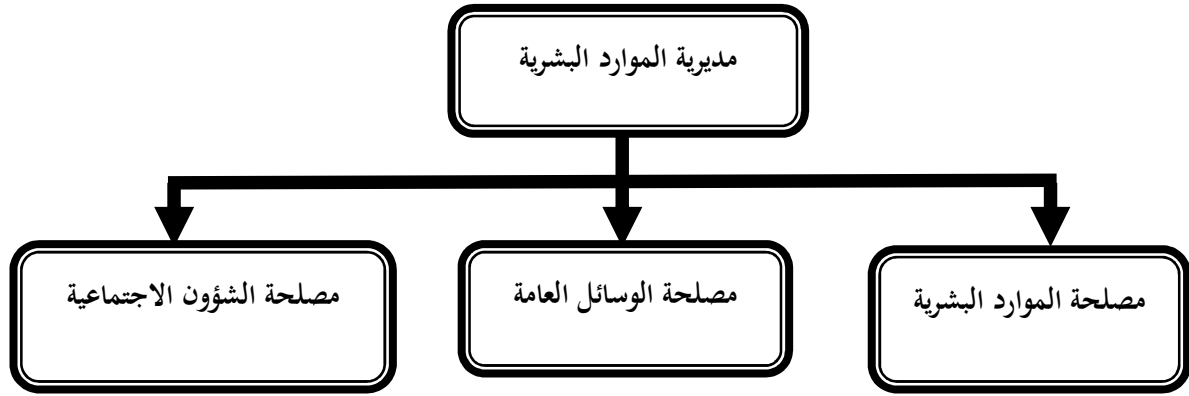 مديرية الموارد البشرية
مصلحة الموارد البشرية
مصلحة الوسائل العامة
مصلحة الشؤون الاجتماعية